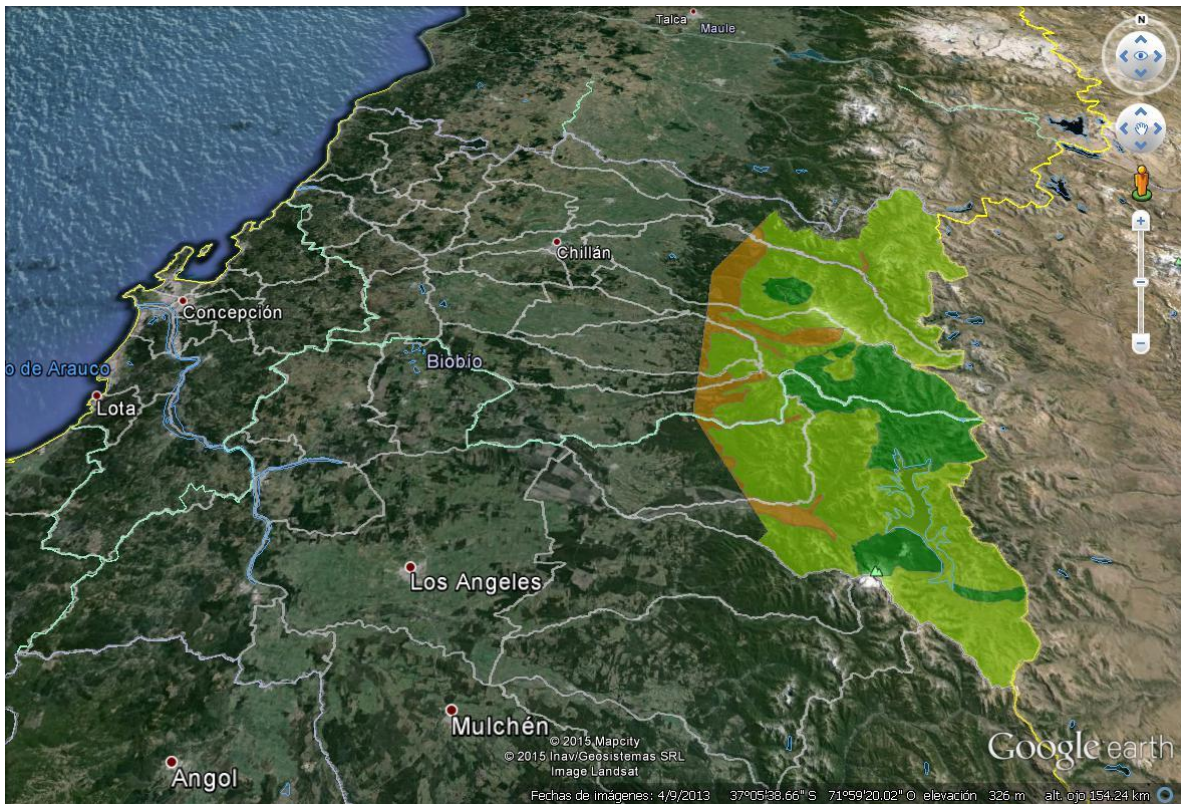 Talca
Maule
N
Chillán
Concepción
Biobio
o de Arauco
Lota
Los Angeles
Mulchén
Angol
© 2015 Mapcity
© 2015 Inav/Geosistemas SRL
Image Landsat
Google earth
Fechas de imágenes: 4/9/2013 37°05'38.66" S 71°59'20.02" O elevación 326 m alt. ojo 154.24 km